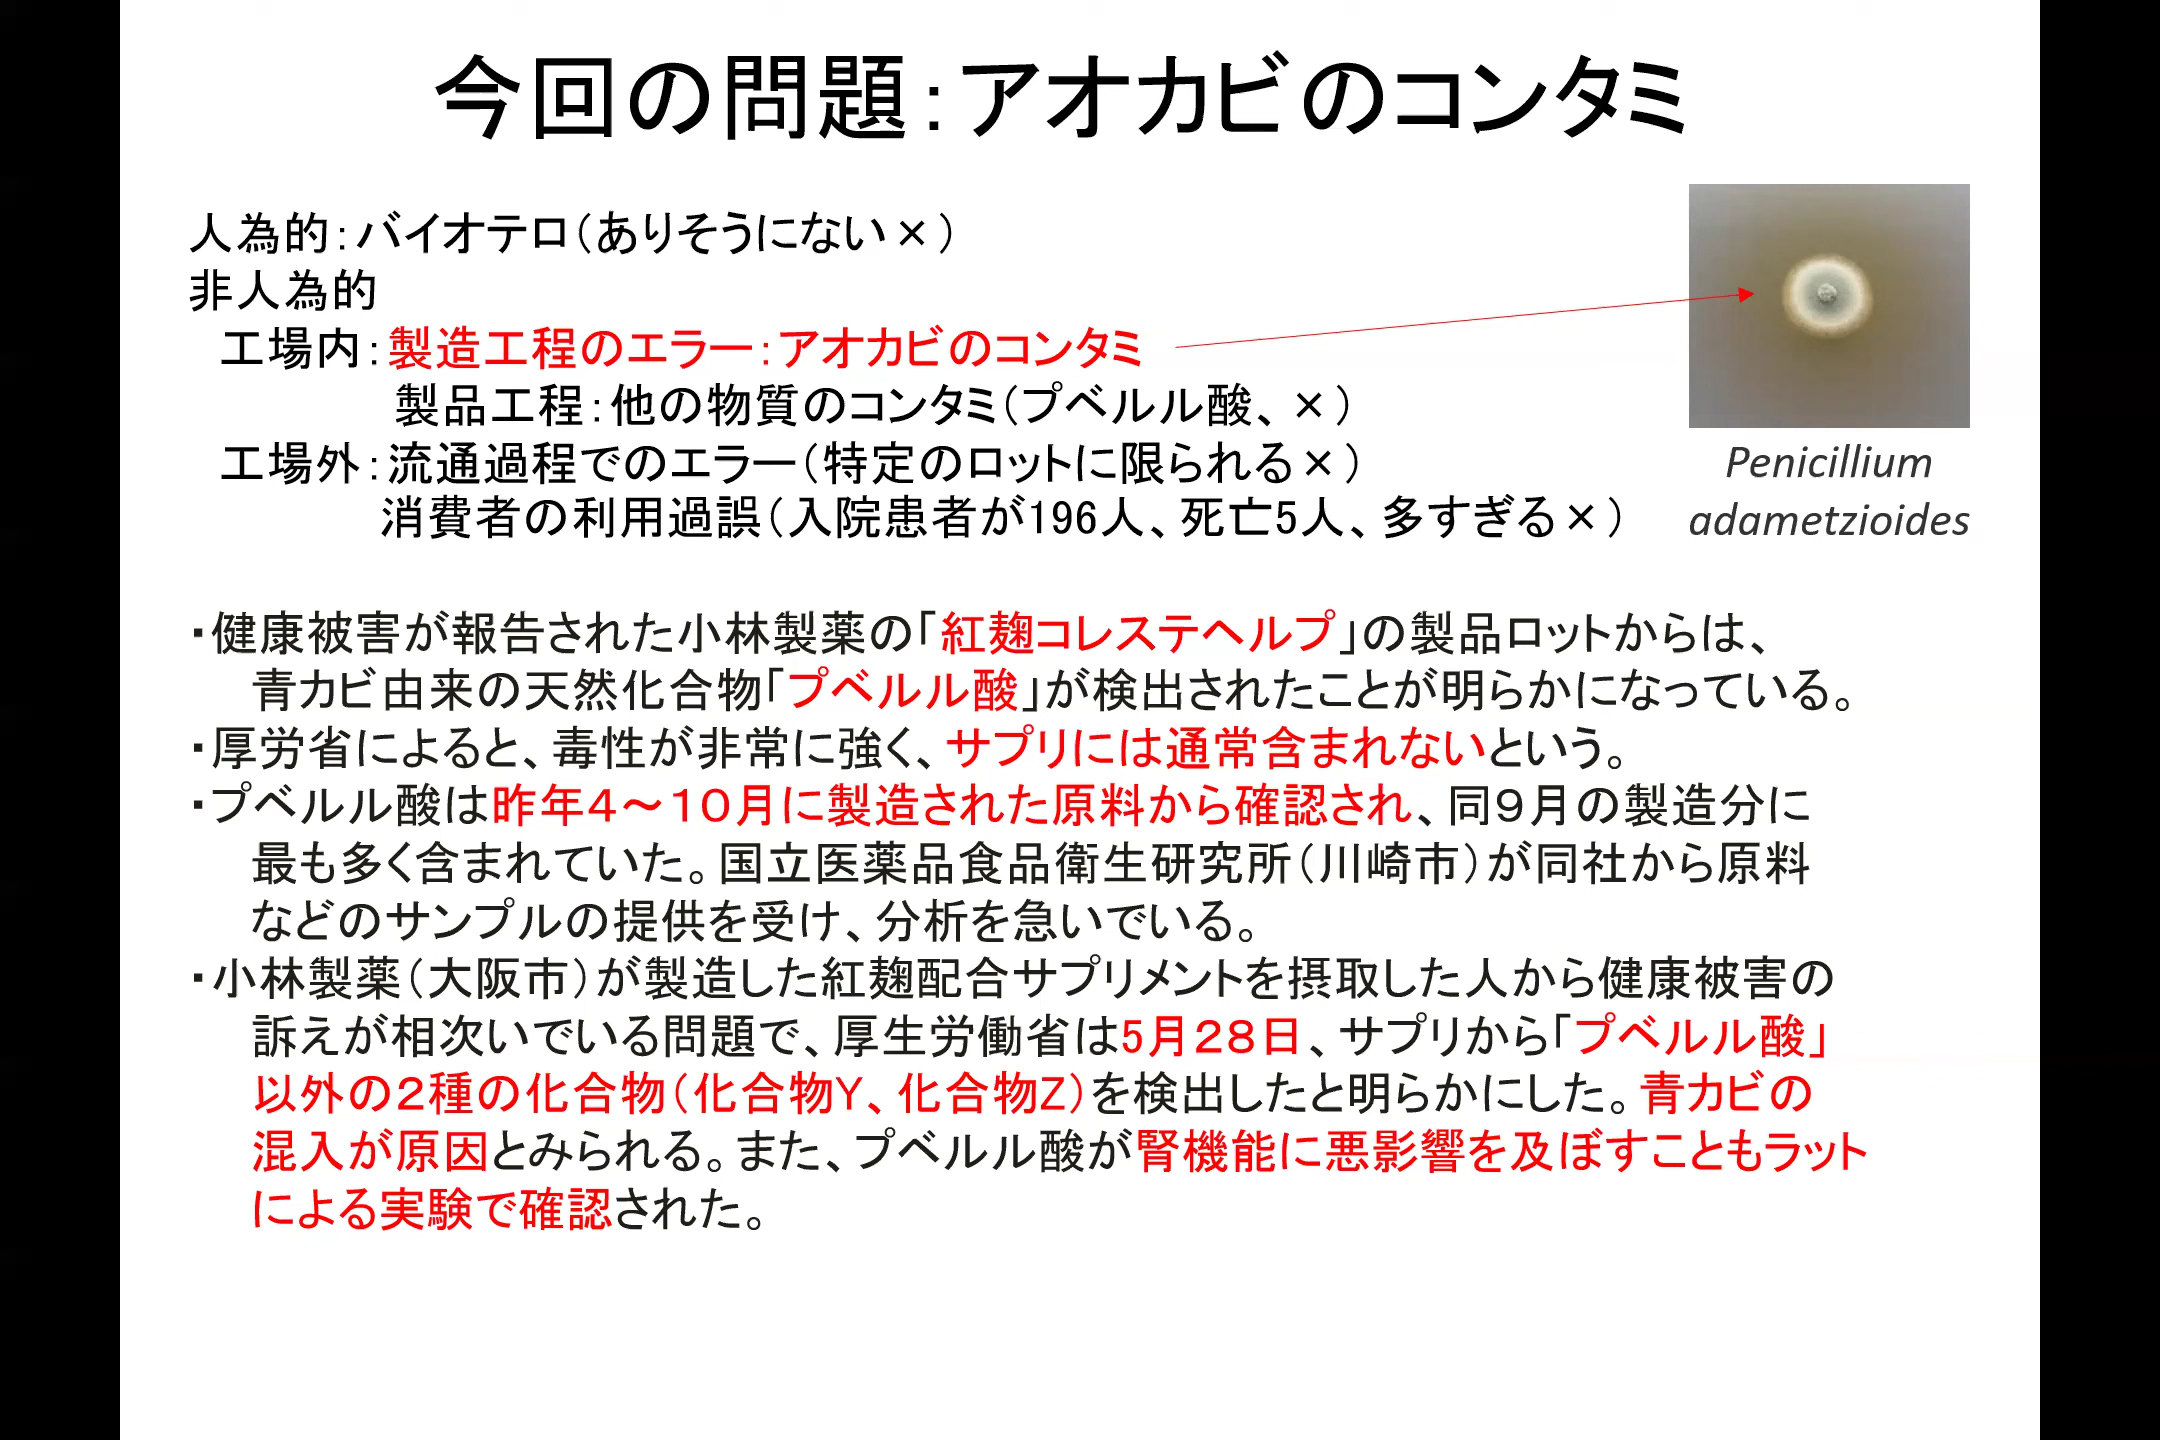 今回の問題：アオカビのコンタミ
人為的：バイオテロ（ありそうにない×）
非人為的
工場内：製造工程のエラー：アオカビのコンタミ
製品工程：他の物質のコンタミ（プベルル酸、×）
工場外：流通過程でのエラー（特定のロットに限られる×）
消費者の利用過誤（入院患者が196人、死亡5人、多すぎる×）
Penicillium
adametzioides
・健康被害が報告された小林製薬の「紅麹コレステヘルプ」の製品ロットからは、
青カビ由来の天然化合物「プベルル酸」が検出されたことが明らかになっている。
・厚労省によると、毒性が非常に強く、サプリには通常含まれないという。
・プベルル酸は昨年４～１０月に製造された原料から確認され、同９月の製造分に
最も多く含まれていた。国立医薬品食品衛生研究所（川崎市）が同社から原料
などのサンプルの提供を受け、分析を急いでいる。
・小林製薬（大阪市）が製造した紅麹配合サプリメントを摂取した人から健康被害の
訴えが相次いでいる問題で、厚生労働省は5月２８日、サプリから「プベルル酸」
以外の２種の化合物（化合物Y、化合物Z）を検出したと明らかにした。青カビの
混入が原因とみられる。また、プベルル酸が腎機能に悪影響を及ぼすこともラット
による実験で確認された。